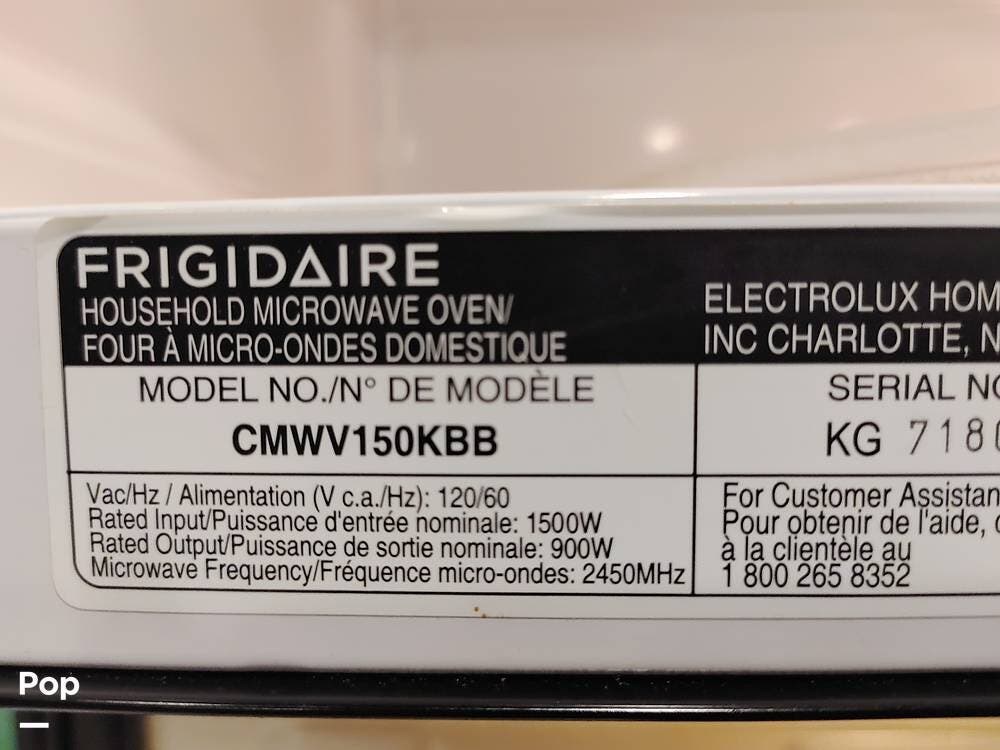 FRIGIDAIRE
HOUSEHOLD MICROWAVE OVEN/
FOUR À MICRO-ONDES DOMESTIQUE
ELECTROLUX HOM
INC CHARLOTTE, N
MODEL NO./N° DE MODÈLE
CMWV150KBB
SERIAL NO
KG 7180
Vac/Hz / Alimentation (V c.a./Hz): 120/60
Rated Input/Puissance d'entrée nominale: 1500W
Rated Output/Puissance de sortie nominale: 900W
Microwave Frequency/Fréquence micro-ondes: 2450MHz
For Customer Assistan
Pour obtenir de l'aide,
à la clientèle au
1 800 265 8352
Pop